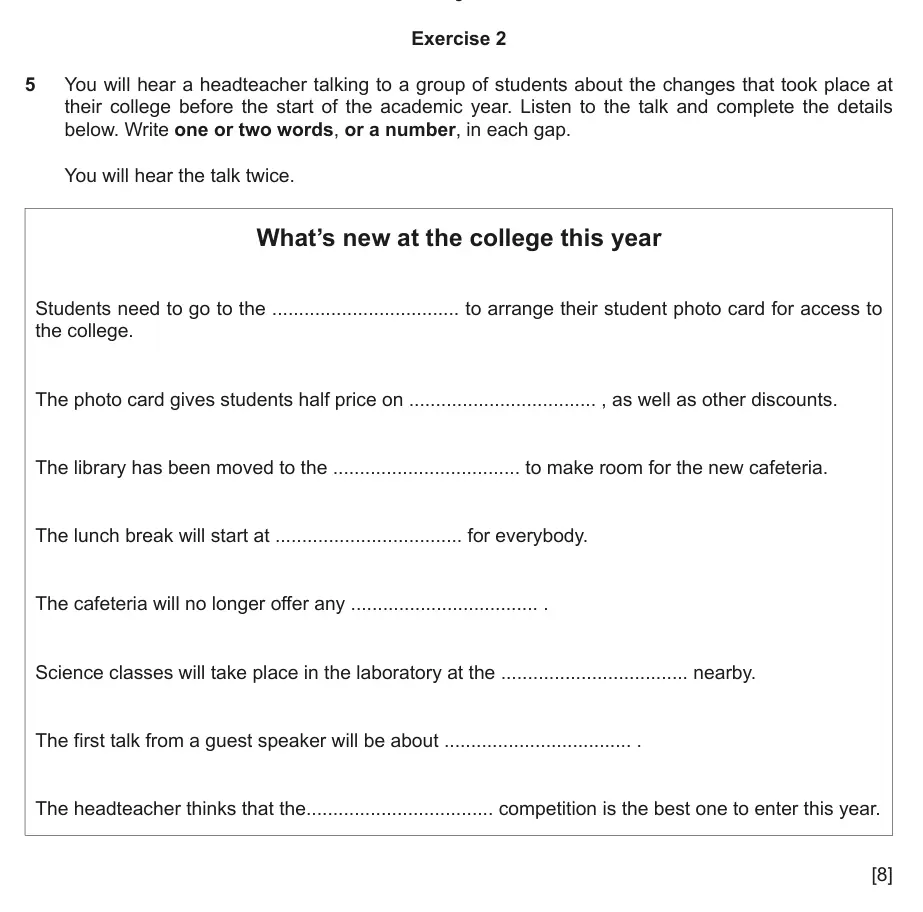 Exercise 2
5 You will hear a headteacher talking to a group of students about the changes that took place at
their college before the start of the academic year. Listen to the talk and complete the details
below. Write one or two words, or a number, in each gap.
You will hear the talk twice.
What’s new at the college this year
Students need to go to the ................................... to arrange their student photo card for access to
the college.
The photo card gives students half price on ................................... , as well as other discounts.
The library has been moved to the ................................... to make room for the new cafeteria.
The lunch break will start at ................................... for everybody.
The cafeteria will no longer offer any ................................... .
Science classes will take place in the laboratory at the ................................... nearby.
The first talk from a guest speaker will be about ................................... .
The headteacher thinks that the................................... competition is the best one to enter this year.
[8]